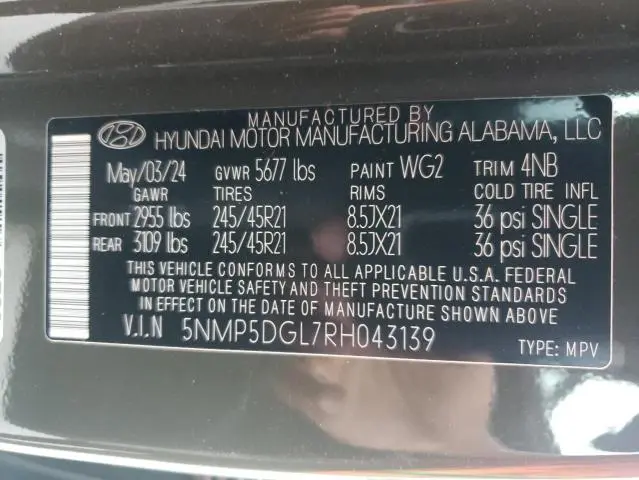 MANUFACTURED BY
HYUNDAI MOTOR MANUFACTURING ALABAMA, LLC
May/03/24 GVWR 5677 lbs PAINT WG2 TRIM 4NB
GAWR TIRES RIMS COLD TIRE INFL
FRONT 2955 lbs 245/45R21 8.5JX21 36 psi SINGLE
REAR 3109 lbs 245/45R21 8.5JX21 36 psi SINGLE
THIS VEHICLE CONFORMS TO ALL APPLICABLE U.S.A. FEDERAL
MOTOR VEHICLE SAFETY AND THEFT PREVENTION STANDARDS
IN EFFECT ON THE DATE OF MANUFACTURE SHOWN ABOVE
V.I.N 5NMP5DGL7RH043139
TYPE: MPV